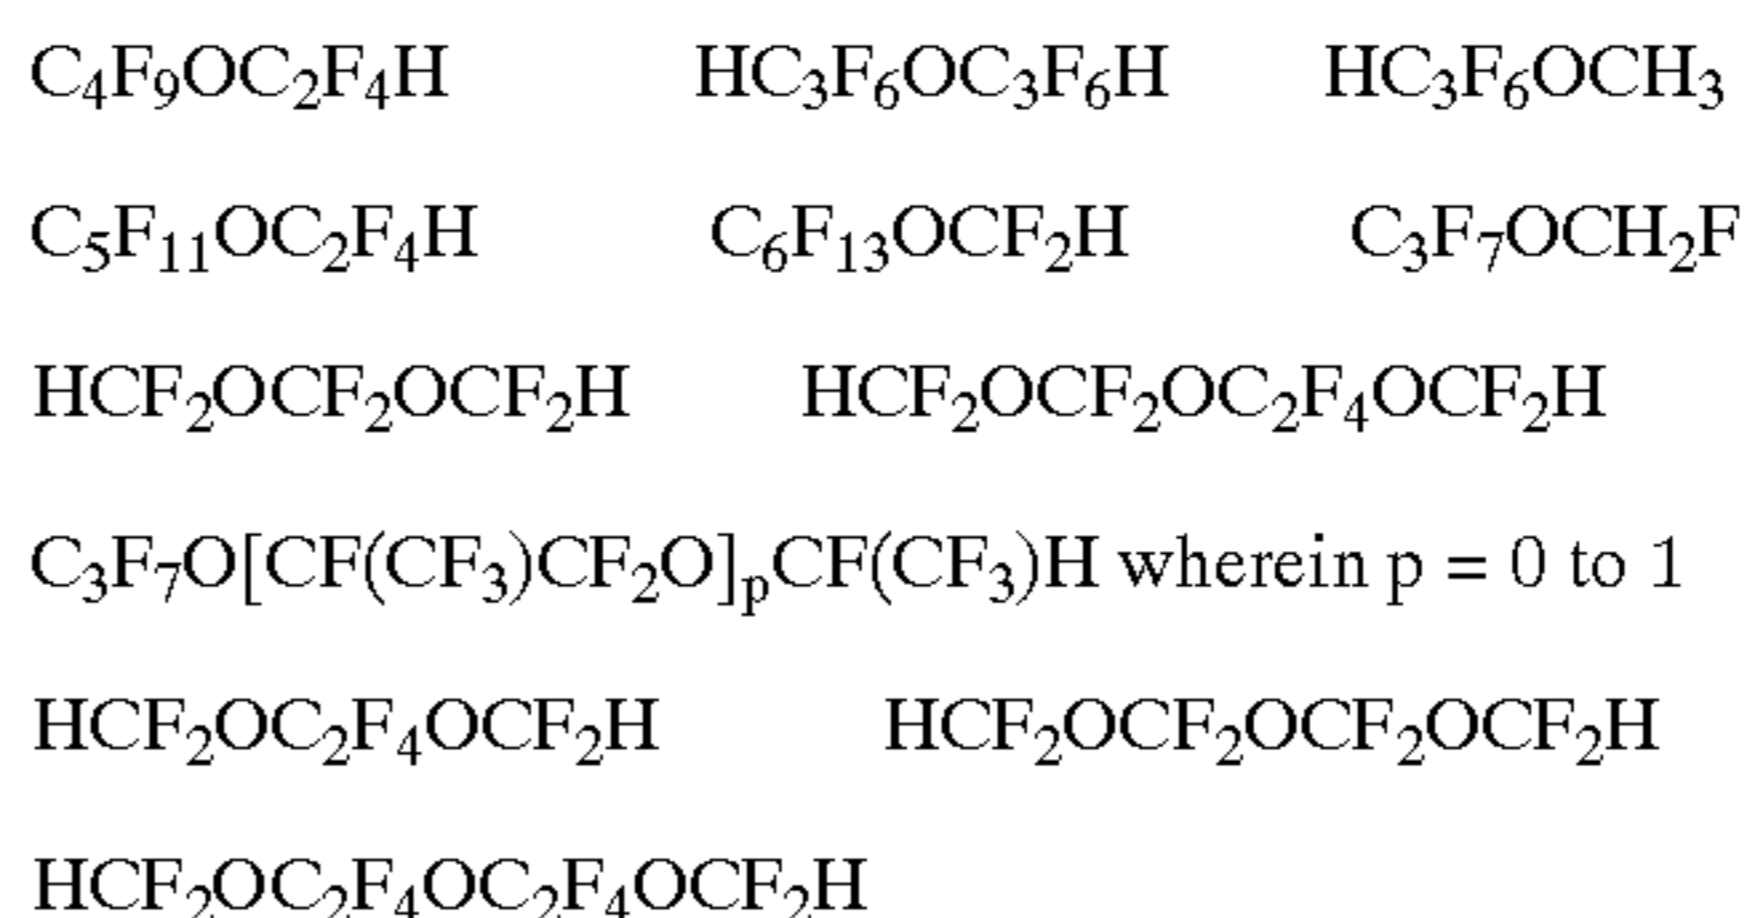 C₄F₉OC₂F₄H HC₃F₆OC₃F₆H HC₃F₆OCH₃
C₅F₁₁OC₂F₄H C₆F₁₃OCF₂H C₃F₇OCH₂F
HCF₂OCF₂OCF₂H HCF₂OCF₂OC₂F₄OCF₂H
C₃F₇O[CF(CF₃)CF₂O]ₚCF(CF₃)H wherein p = 0 to 1
HCF₂OC₂F₄OCF₂H HCF₂OCF₂OCF₂OCF₂H
HCF₂OC₂F₄OC₂F₄OCF₂H